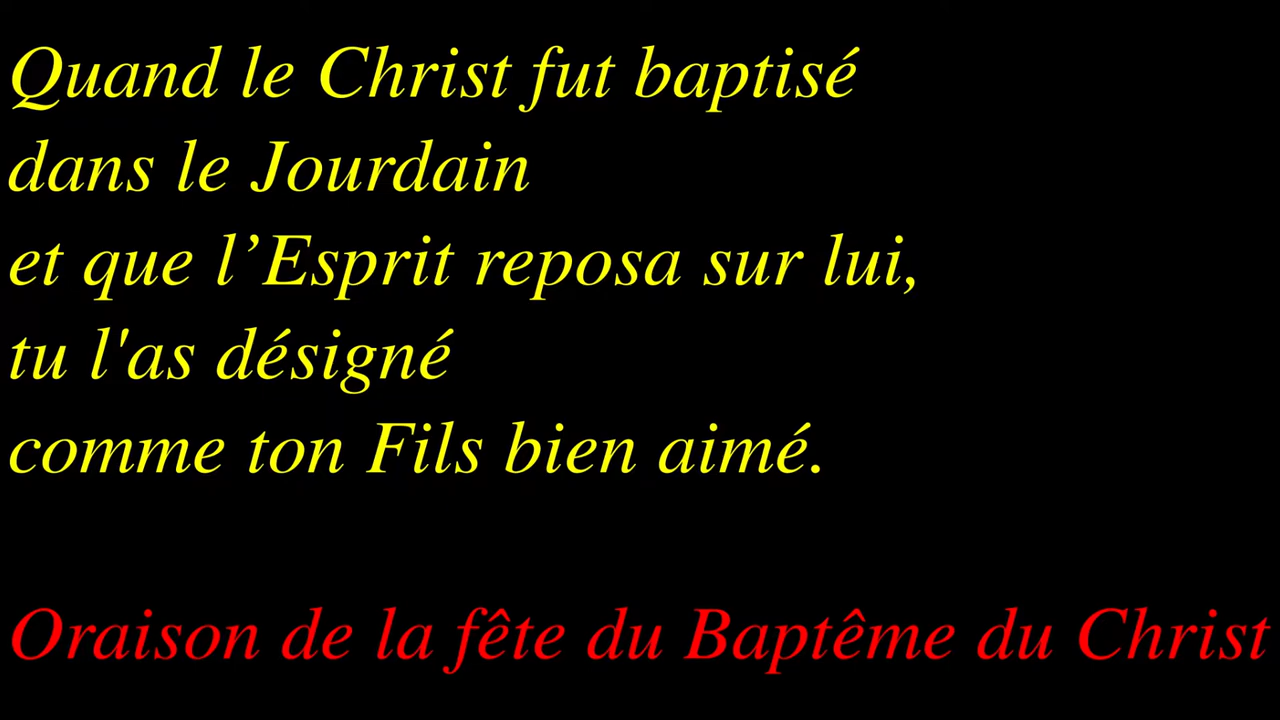 Quand le Christ fut baptisé
dans le Jourdain
et que l’Esprit reposa sur lui,
tu l'as désigné
comme ton Fils bien aimé.
Oraison de la fête du Baptême du Christ